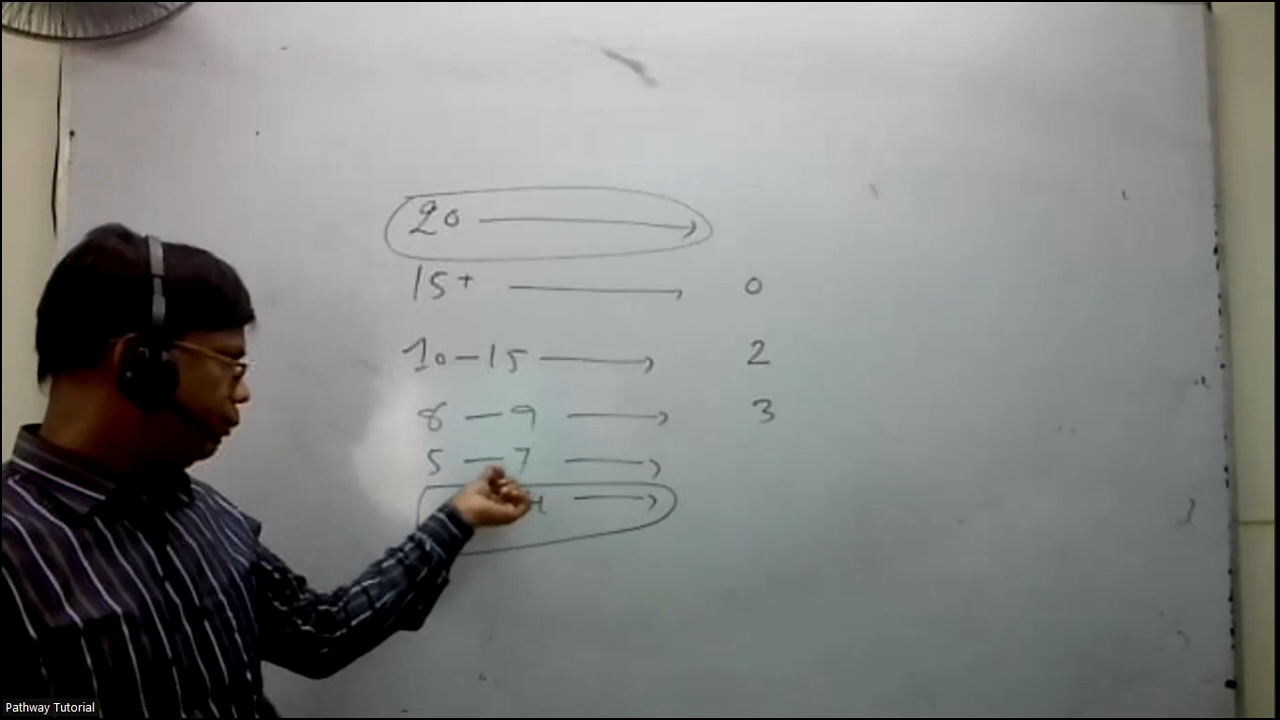 20 →
15+ → 0
10-15 → 2
8-9 → 3
5-7 →
→
Pathway Tutorial